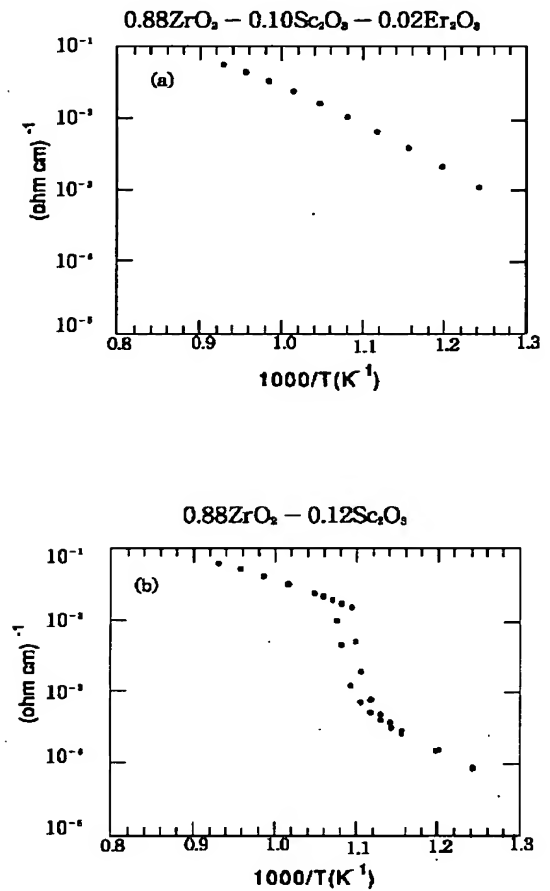 0.88ZrO₂ − 0.10Sc₂O₃ − 0.02Er₂O₃
(a)
(ohm cm)⁻¹
10⁻¹
10⁻²
10⁻³
10⁻⁴
10⁻⁵
0.8 0.9 1.0 1.1 1.2 1.3
1000/T(K⁻¹)
0.88ZrO₂ − 0.12Sc₂O₃
(b)
(ohm cm)⁻¹
10⁻¹
10⁻²
10⁻³
10⁻⁴
10⁻⁵
0.8 0.9 1.0 1.1 1.2 1.3
1000/T(K⁻¹)